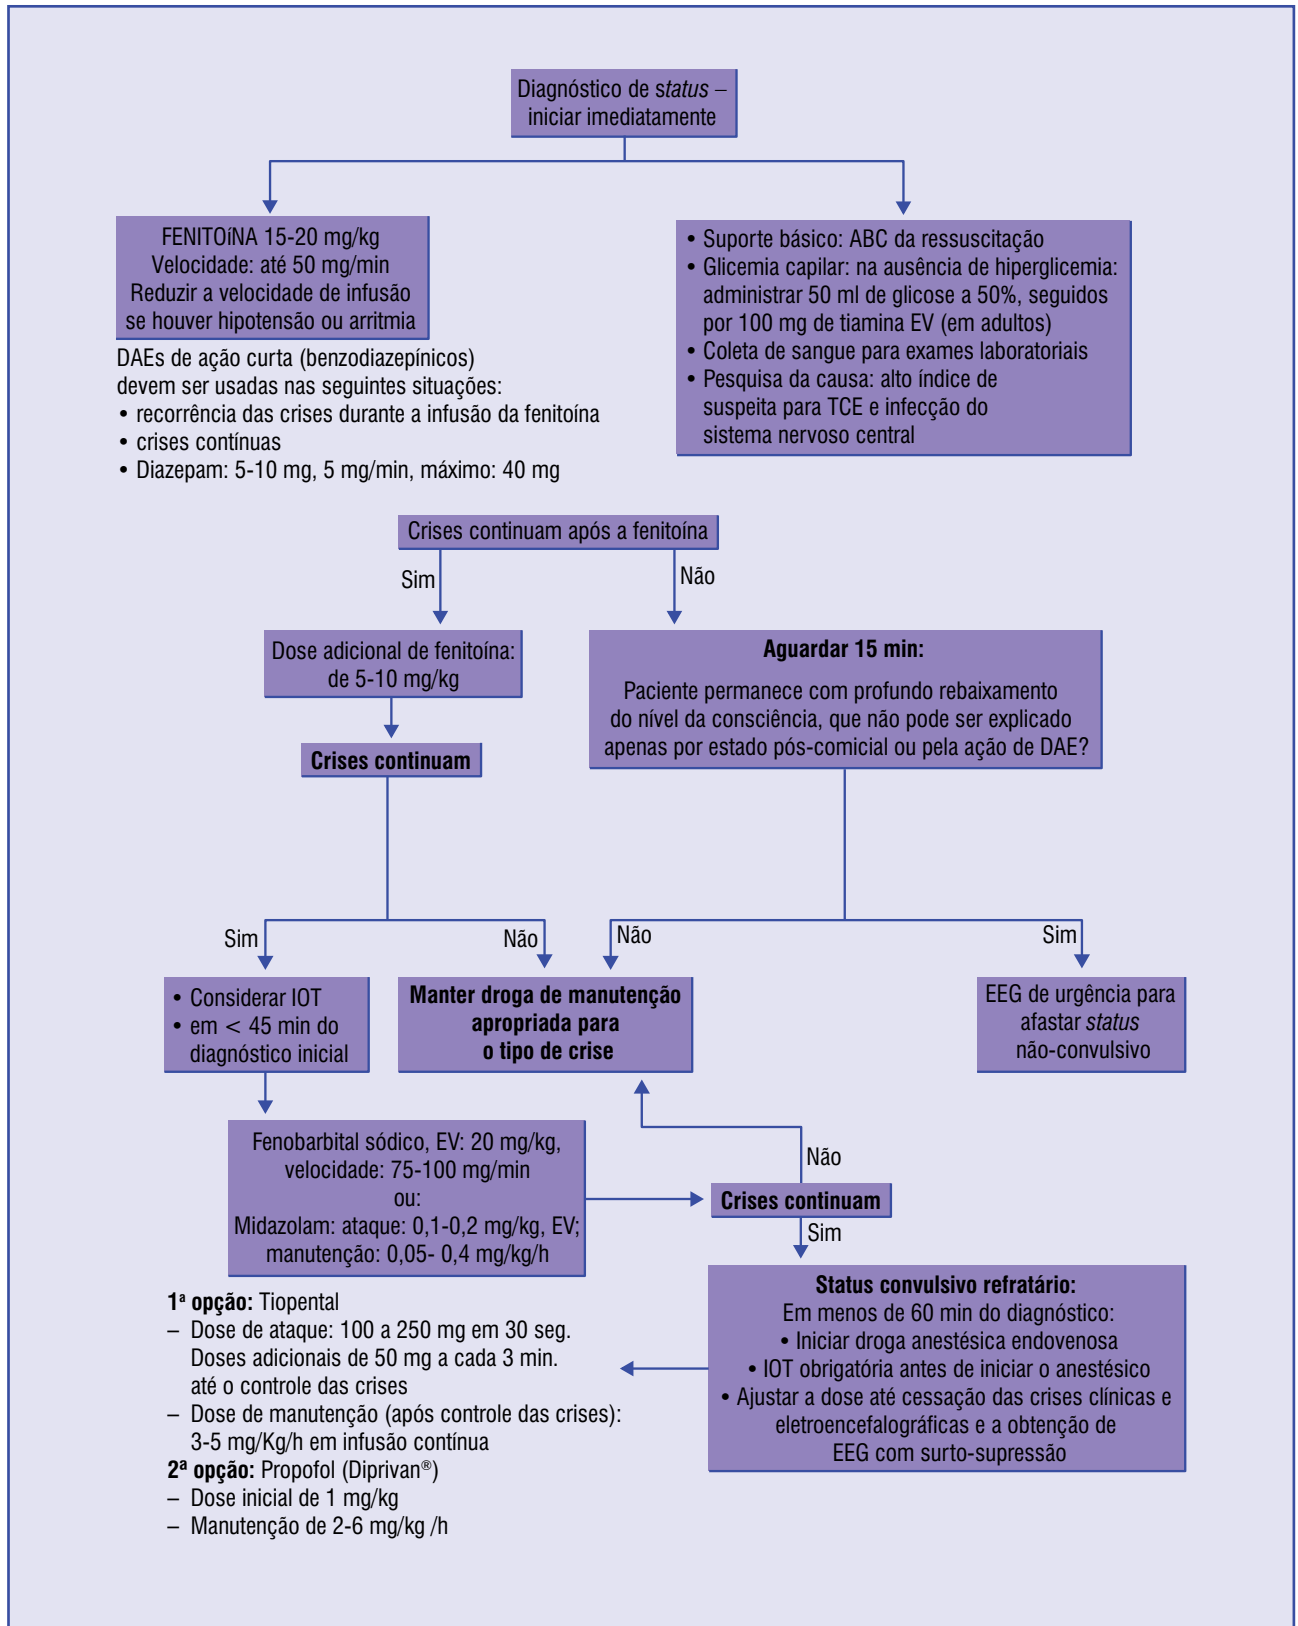 Diagnóstico de status –
iniciar imediatamente
FENITOíNA 15-20 mg/kg
Velocidade: até 50 mg/min
Reduzir a velocidade de infusão
se houver hipotensão ou arritmia
DAEs de ação curta (benzodiazepínicos)
devem ser usadas nas seguintes situações:
• recorrência das crises durante a infusão da fenitoína
• crises contínuas
• Diazepam: 5-10 mg, 5 mg/min, máximo: 40 mg
• Suporte básico: ABC da ressuscitação
• Glicemia capilar: na ausência de hiperglicemia:
administrar 50 ml de glicose a 50%, seguidos
por 100 mg de tiamina EV (em adultos)
• Coleta de sangue para exames laboratoriais
• Pesquisa da causa: alto índice de
suspeita para TCE e infecção do
sistema nervoso central
Crises continuam após a fenitoína
Sim
Não
Dose adicional de fenitoína:
de 5-10 mg/kg
Crises continuam
Aguardar 15 min:
Paciente permanece com profundo rebaixamento
do nível da consciência, que não pode ser explicado
apenas por estado pós-comicial ou pela ação de DAE?
Sim
Não
Não
Sim
• Considerar IOT
• em < 45 min do
diagnóstico inicial
Manter droga de manutenção
apropriada para
o tipo de crise
EEG de urgência para
afastar status
não-convulsivo
Fenobarbital sódico, EV: 20 mg/kg,
velocidade: 75-100 mg/min
ou:
Midazolam: ataque: 0,1-0,2 mg/kg, EV;
manutenção: 0,05- 0,4 mg/kg/h
Não
Crises continuam
Sim
Status convulsivo refratário:
Em menos de 60 min do diagnóstico:
• Iniciar droga anestésica endovenosa
• IOT obrigatória antes de iniciar o anestésico
• Ajustar a dose até cessação das crises clínicas e
eletroencefalográficas e a obtenção de
EEG com surto-supressão
1ª opção: Tiopental
– Dose de ataque: 100 a 250 mg em 30 seg.
Doses adicionais de 50 mg a cada 3 min.
até o controle das crises
– Dose de manutenção (após controle das crises):
3-5 mg/Kg/h em infusão contínua
2ª opção: Propofol (Diprivan®)
– Dose inicial de 1 mg/kg
– Manutenção de 2-6 mg/kg /h